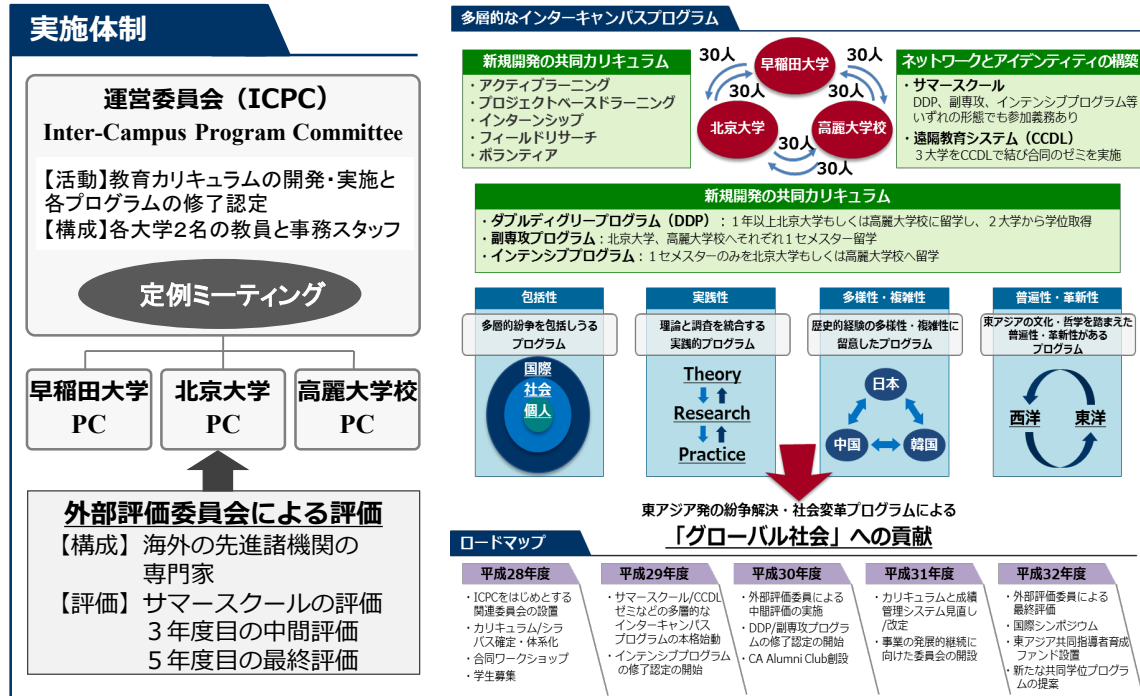 実施体制
運営委員会（ICPC）
Inter-Campus Program Committee
【活動】教育カリキュラムの開発・実施と
各プログラムの修了認定
【構成】各大学２名の教員と事務スタッフ
定例ミーティング
早稲田大学
PC
北京大学
PC
高麗大学校
PC
外部評価委員会による評価
【構成】海外の先進諸機関の
専門家
【評価】サマースクールの評価
３年度目の中間評価
５年度目の最終評価
多層的なインターキャンパスプログラム
新規開発の共同カリキュラム
・アクティブラーニング
・プロジェクトベースドラーニング
・インターンシップ
・フィールドリサーチ
・ボランティア
30人
早稲田大学
30人
30人
30人
北京大学
高麗大学校
30人
30人
ネットワークとアイデンティティの構築
・サマースクール
DDP、副専攻、インテンシブプログラム等
いずれの形態でも参加義務あり
・遠隔教育システム（CCDL）
３大学をCCDLで結び合同のゼミを実施
新規開発の共同カリキュラム
・ダブルディグリープログラム（DDP）：１年以上北京大学もしくは高麗大学校に留学し、２大学から学位取得
・副専攻プログラム：北京大学、高麗大学校へそれぞれ１セメスター留学
・インテンシブプログラム：１セメスターのみを北京大学もしくは高麗大学校へ留学
包括性
多層的紛争を包括しうる
プログラム
国際
社会
個人
実践性
理論と調査を統合する
実践的プログラム
Theory
Research
Practice
多様性・複雑性
歴史的経験の多様性・複雑性に
留意したプログラム
日本
中国
韓国
普遍性・革新性
東アジアの文化・哲学を踏まえた
普遍性・革新性がある
プログラム
西洋
東洋
東アジア発の紛争解決・社会変革プログラムによる
「グローバル社会」への貢献
ロードマップ
平成28年度
・ICPCをはじめとする
関連委員会の設置
・カリキュラム/シラ
バス確定・体系化
・合同ワークショップ
・学生募集
平成29年度
・サマースクール/CCDL
ゼミなどの多層的な
インターキャンパス
プログラムの本格始動
・インテンシブプログラム
の修了認定の開始
平成30年度
・外部評価委員による
中間評価の実施
・DDP/副専攻プログラ
ムの修了認定の開始
・CA Alumni Club創設
平成31年度
・カリキュラムと成績
管理システム見直し
/改定
・事業の発展的継続に
向けた委員会の開設
平成32年度
・外部評価委員による
最終評価
・国際シンポジウム
・東アジア共同指導者育成
ファンド設置
・新たな共同学位プログラ
ムの提案